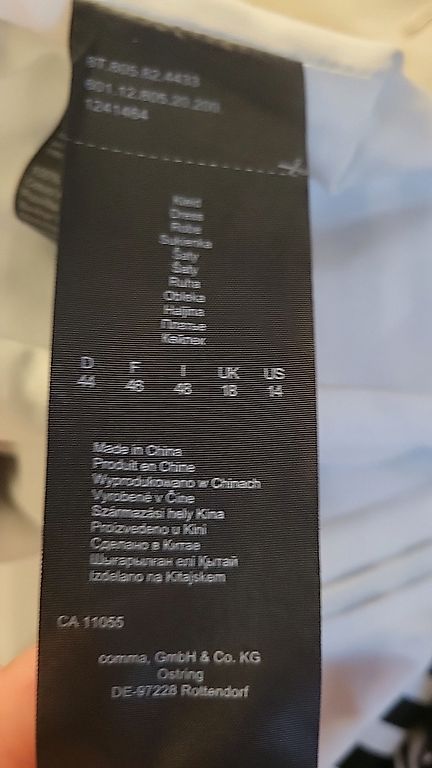 ST.805.82.4433
601.12.805.20.200
1241484
Kleid
Dress
Robe
Sukienka
Šaty
Šaty
Ruha
Obleka
Haljina
Платье
Көйлек
D F I UK US
44 46 48 18 14
Made in China
Produit en Chine
Wyprodukowano w Chinach
Vyrobené v Číne
Származási hely Kína
Proizvedeno u Kini
Сделано в Китае
Шығарылған елі Қытай
Izdelano na Kitajskem
CA 11055
comma, GmbH & Co. KG
Ostring
DE-97228 Rottendorf